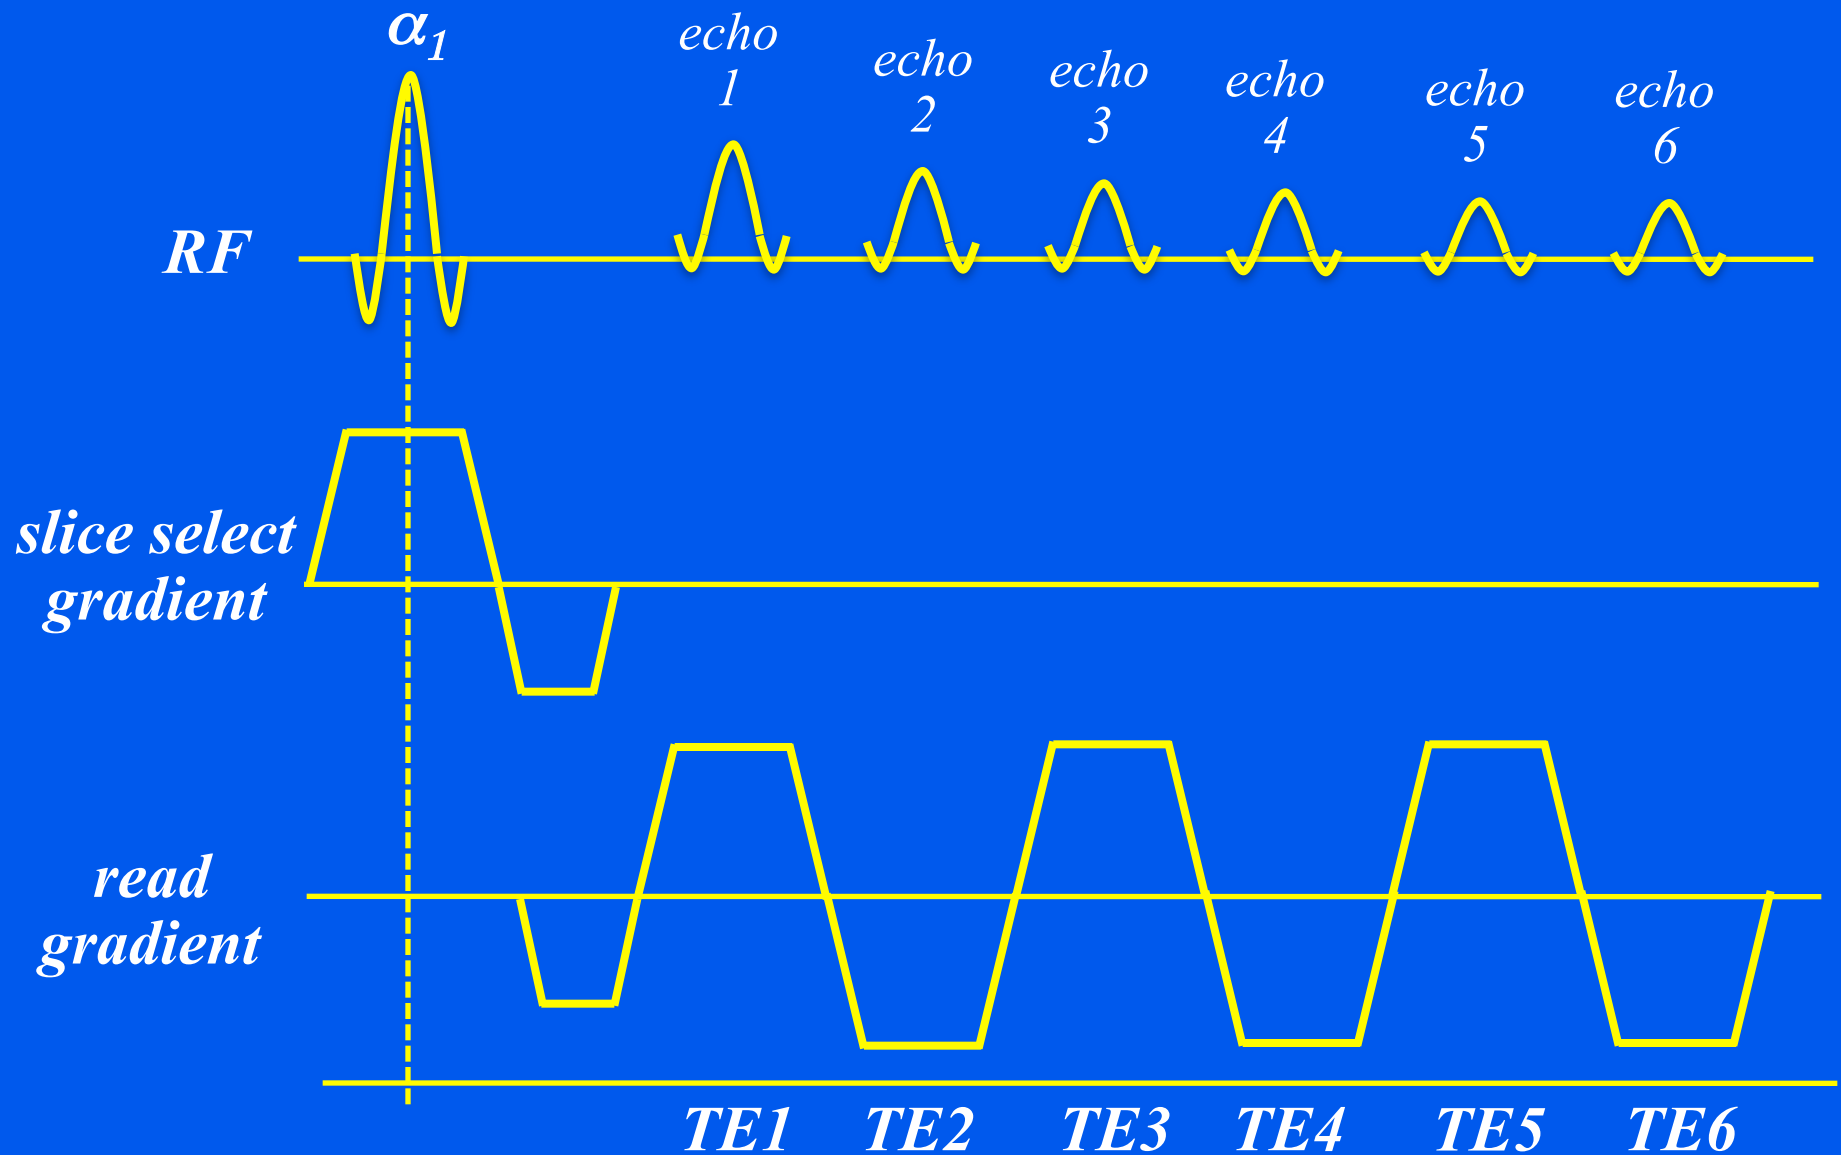 α1
echo
1
echo
2
echo
3
echo
4
echo
5
echo
6
RF
slice select
gradient
read
gradient
TE1 TE2 TE3 TE4 TE5 TE6